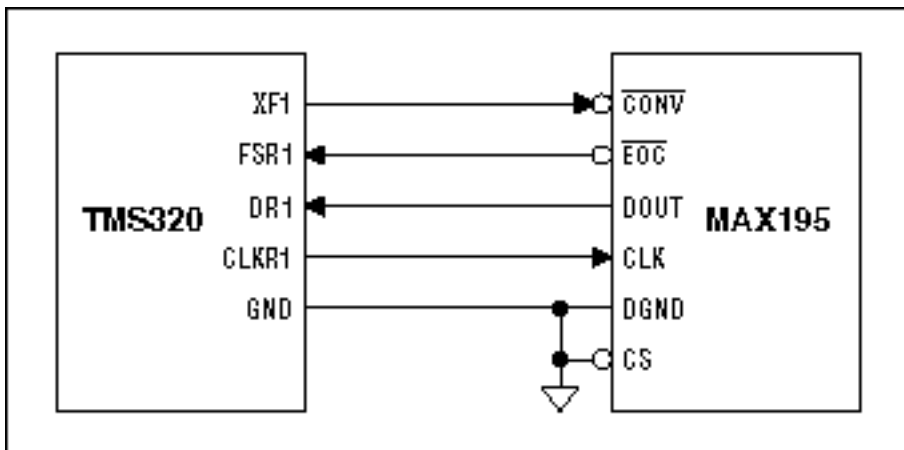 XF1
FSR1
DR1
CLKR1
GND
TMS320
CONV
EOC
DOUT
CLK
DGND
CS
MAX195